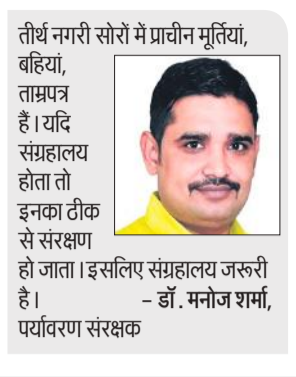 तीर्थ नगरी सोरों में प्राचीन मूर्तियां,
बहियां,
ताम्रपत्र
हैं। यदि
संग्रहालय
होता तो
इनका ठीक
से संरक्षण
हो जाता। इसलिए संग्रहालय जरूरी
है। – डॉ. मनोज शर्मा,
पर्यावरण संरक्षक